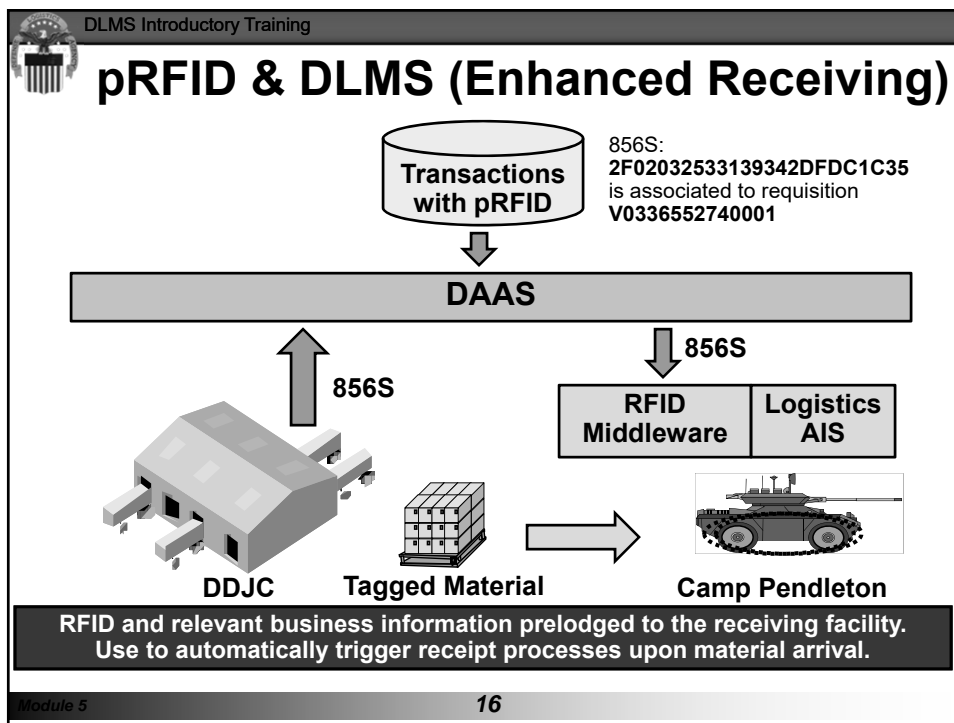 DLMS Introductory Training
pRFID & DLMS (Enhanced Receiving)
Transactions
with pRFID
856S:
2F02032533139342DFDC1C35
is associated to requisition
V0336552740001
DAAS
856S
856S
RFID
Middleware
Logistics
AIS
DDJC
Tagged Material
Camp Pendleton
RFID and relevant business information prelodged to the receiving facility.
Use to automatically trigger receipt processes upon material arrival.
Module 5
16